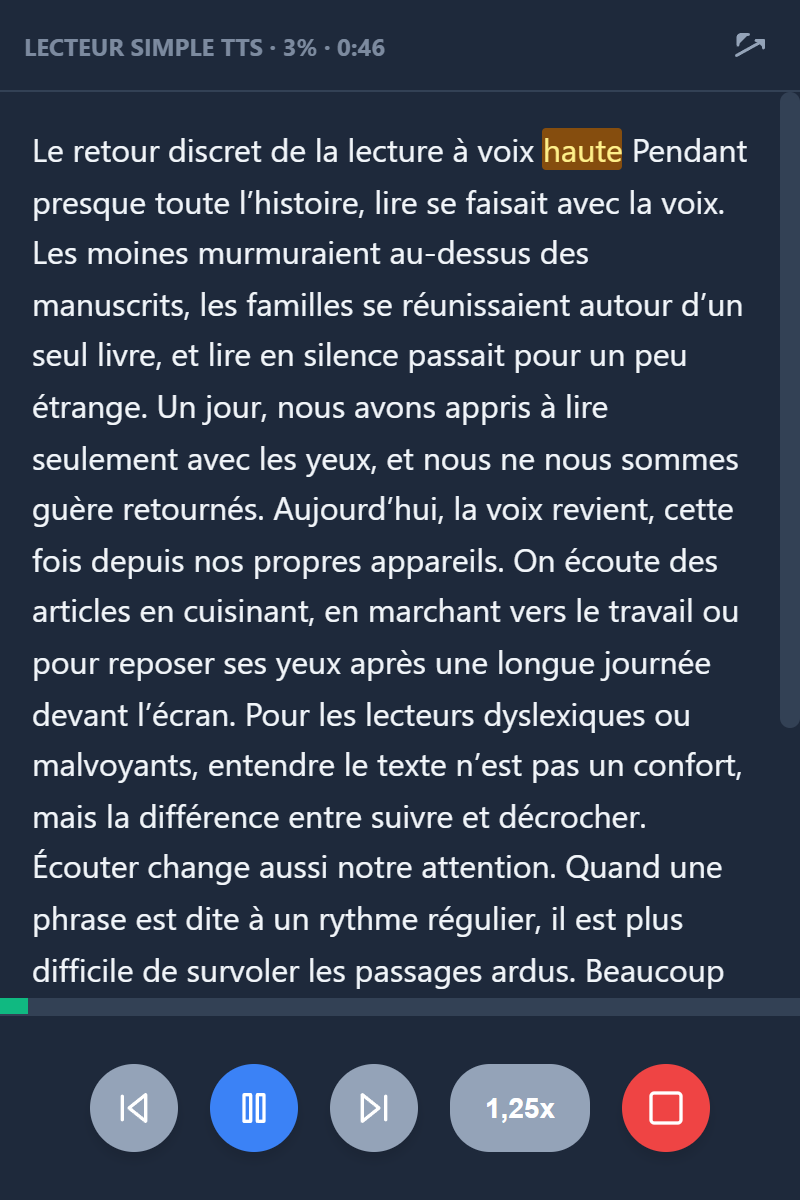 LECTEUR SIMPLE TTS · 3% · 0:46
Le retour discret de la lecture à voix haute Pendant
presque toute l’histoire, lire se faisait avec la voix.
Les moines murmuraient au-dessus des
manuscrits, les familles se réunissaient autour d’un
seul livre, et lire en silence passait pour un peu
étrange. Un jour, nous avons appris à lire
seulement avec les yeux, et nous ne nous sommes
guère retournés. Aujourd’hui, la voix revient, cette
fois depuis nos propres appareils. On écoute des
articles en cuisinant, en marchant vers le travail ou
pour reposer ses yeux après une longue journée
devant l’écran. Pour les lecteurs dyslexiques ou
malvoyants, entendre le texte n’est pas un confort,
mais la différence entre suivre et décrocher.
Écouter change aussi notre attention. Quand une
phrase est dite à un rythme régulier, il est plus
difficile de survoler les passages ardus. Beaucoup
1,25x